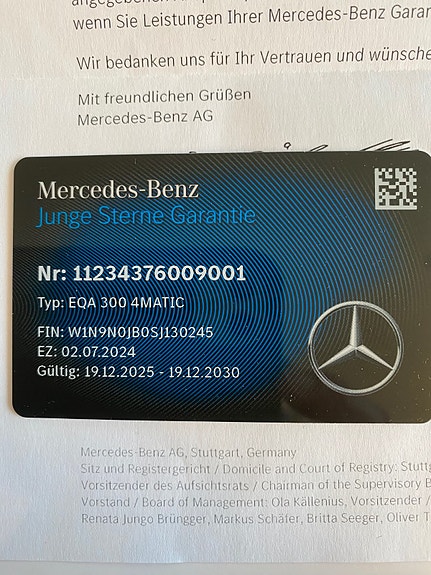 wenn Sie Leistungen Ihrer Mercedes-Benz
Wir bedanken uns für Ihr Vertrauen und wünsche
Mit freundlichen Grüßen
Mercedes-Benz AG
Mercedes-Benz
Junge Sterne Garantie
Nr: 11234376009001
Typ: EQA 300 4MATIC
FIN: W1N9N0JB0SJ130245
EZ: 02.07.2024
Gültig: 19.12.2025 - 19.12.2030
Mercedes-Benz AG, Stuttgart, Germany
Sitz und Registergericht / Domicile and Court of Registry:
Vorsitzender des Aufsichtsrats / Chairman of the Supervisory
Vorstand / Board of Management: Ola Källenius, Vorsitzender /
Renata Jungo Brüngger, Markus Schäfer, Britta Seeger, Oliver